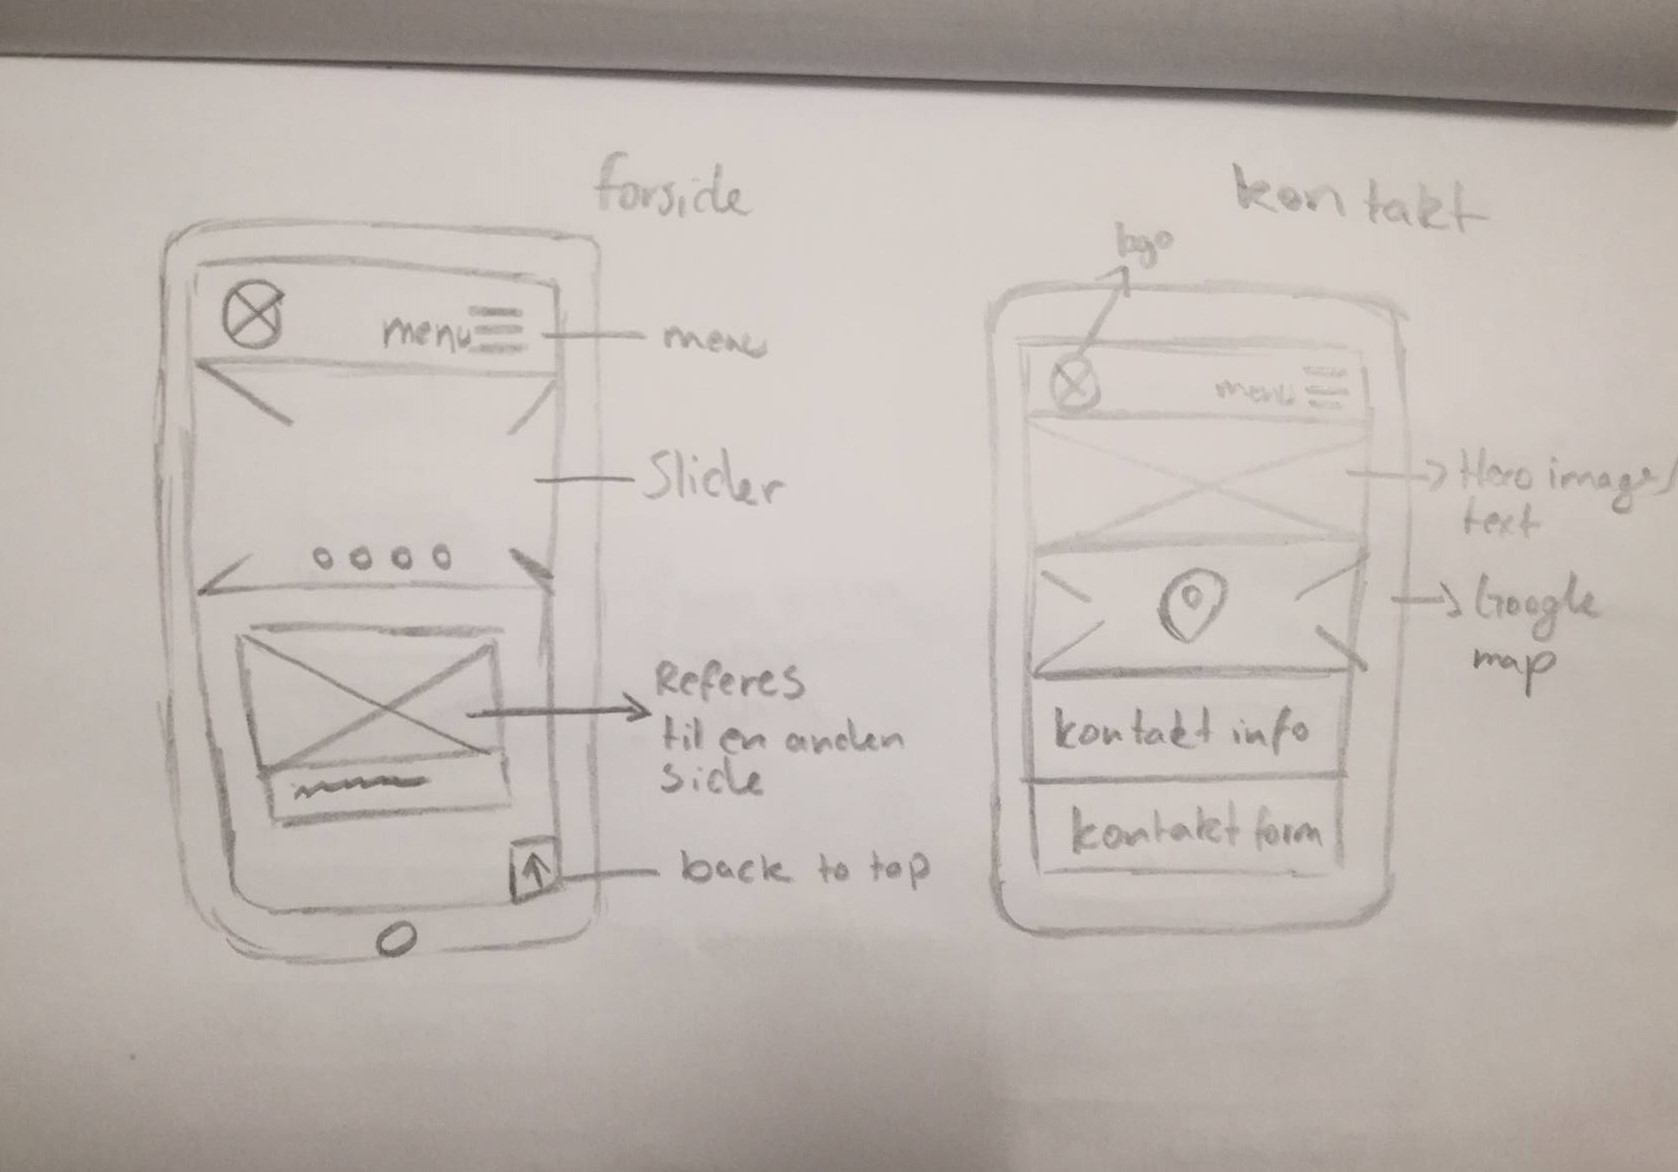 forside
menu
menu
Slider
Referes
til en anden
side
back to top
kontakt
logo
menu
Hero image/
text
Google
map
kontakt info
kontakt form